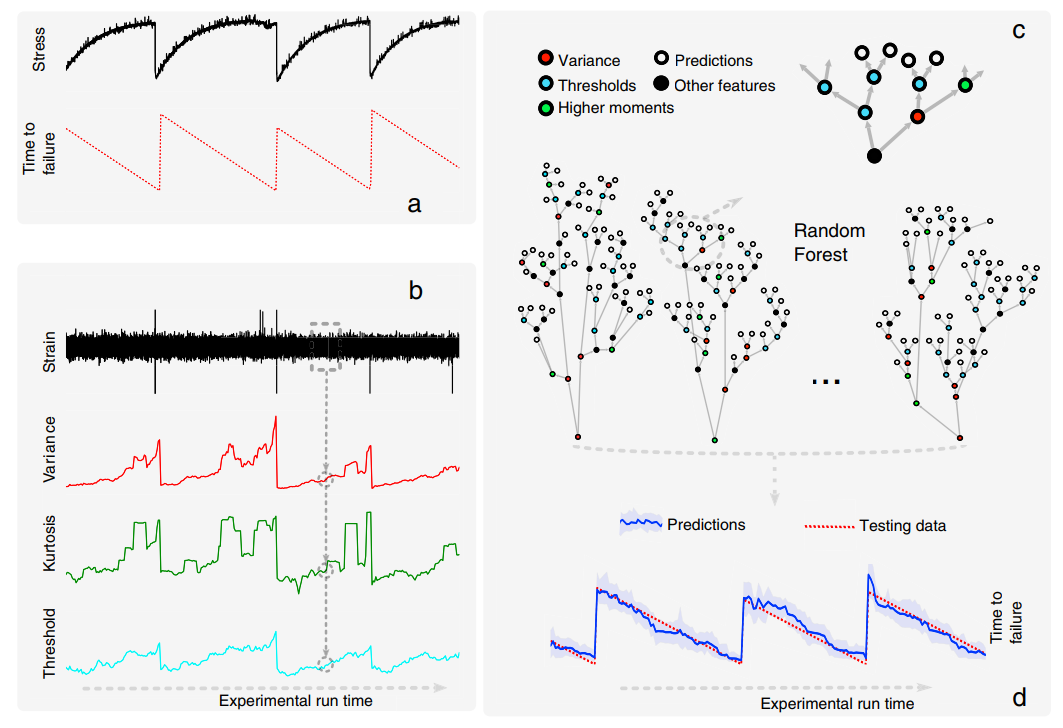 Stress
Time to
failure
a
b
Strain
Variance
Kurtosis
Threshold
Experimental run time
c
Variance
Predictions
Thresholds
Other features
Higher moments
Random
Forest
...
Predictions
Testing data
Time to
failure
Experimental run time
d